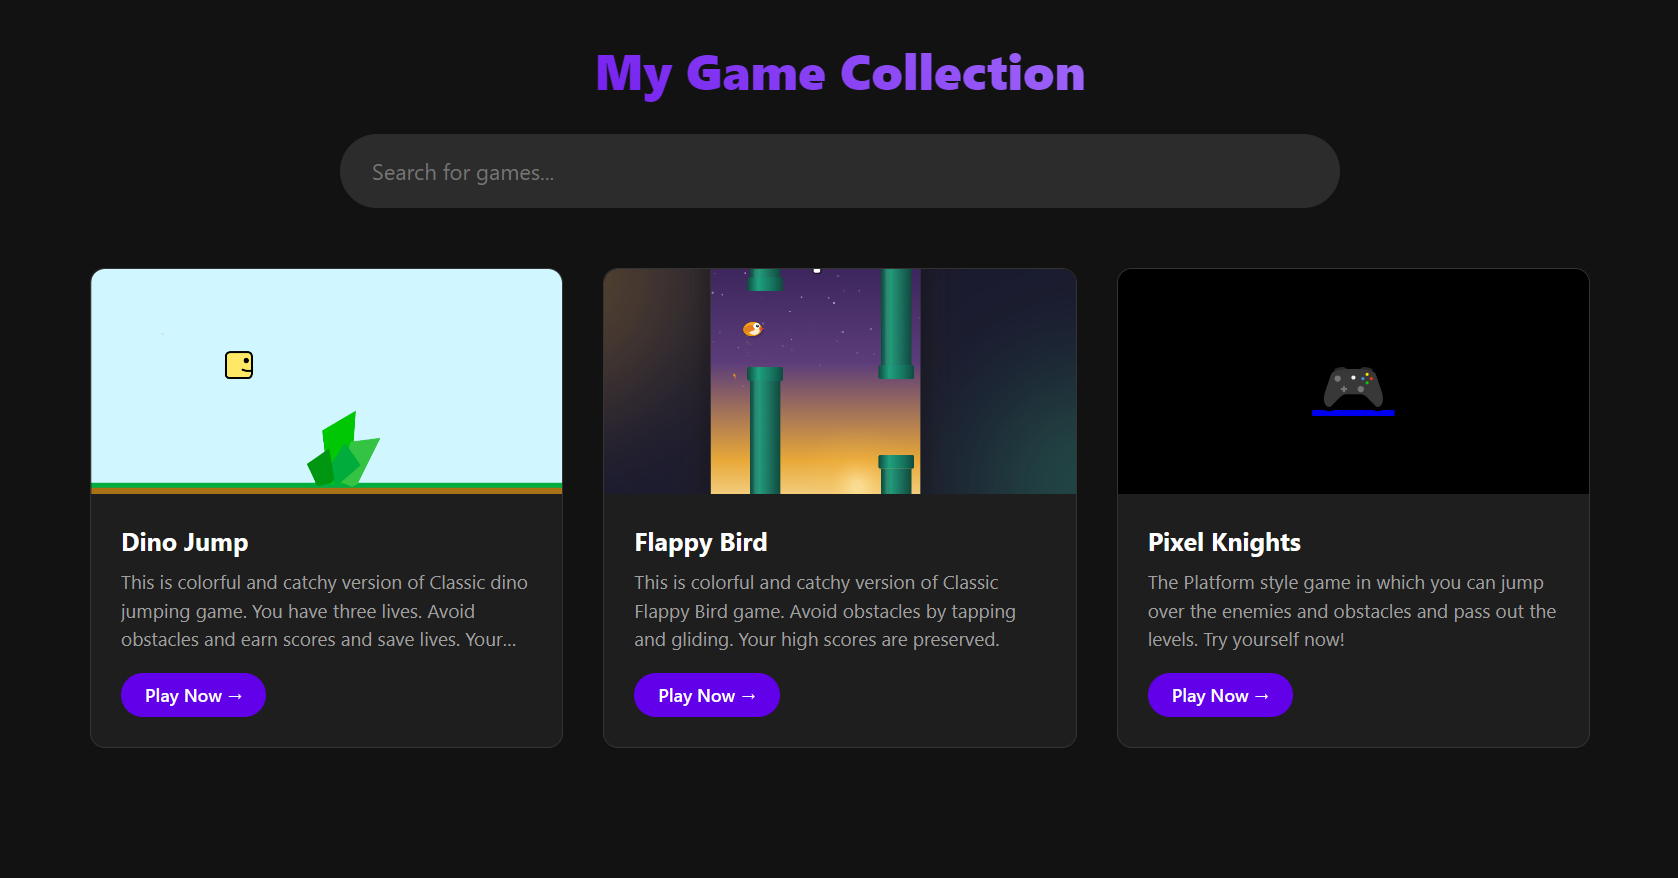 My Game Collection
Search for games...
Dino Jump
This is colorful and catchy version of Classic dino
jumping game. You have three lives. Avoid
obstacles and earn scores and save lives. Your...
Play Now →
Flappy Bird
This is colorful and catchy version of Classic
Flappy Bird game. Avoid obstacles by tapping
and gliding. Your high scores are preserved.
Play Now →
Pixel Knights
The Platform style game in which you can jump
over the enemies and obstacles and pass out the
levels. Try yourself now!
Play Now →